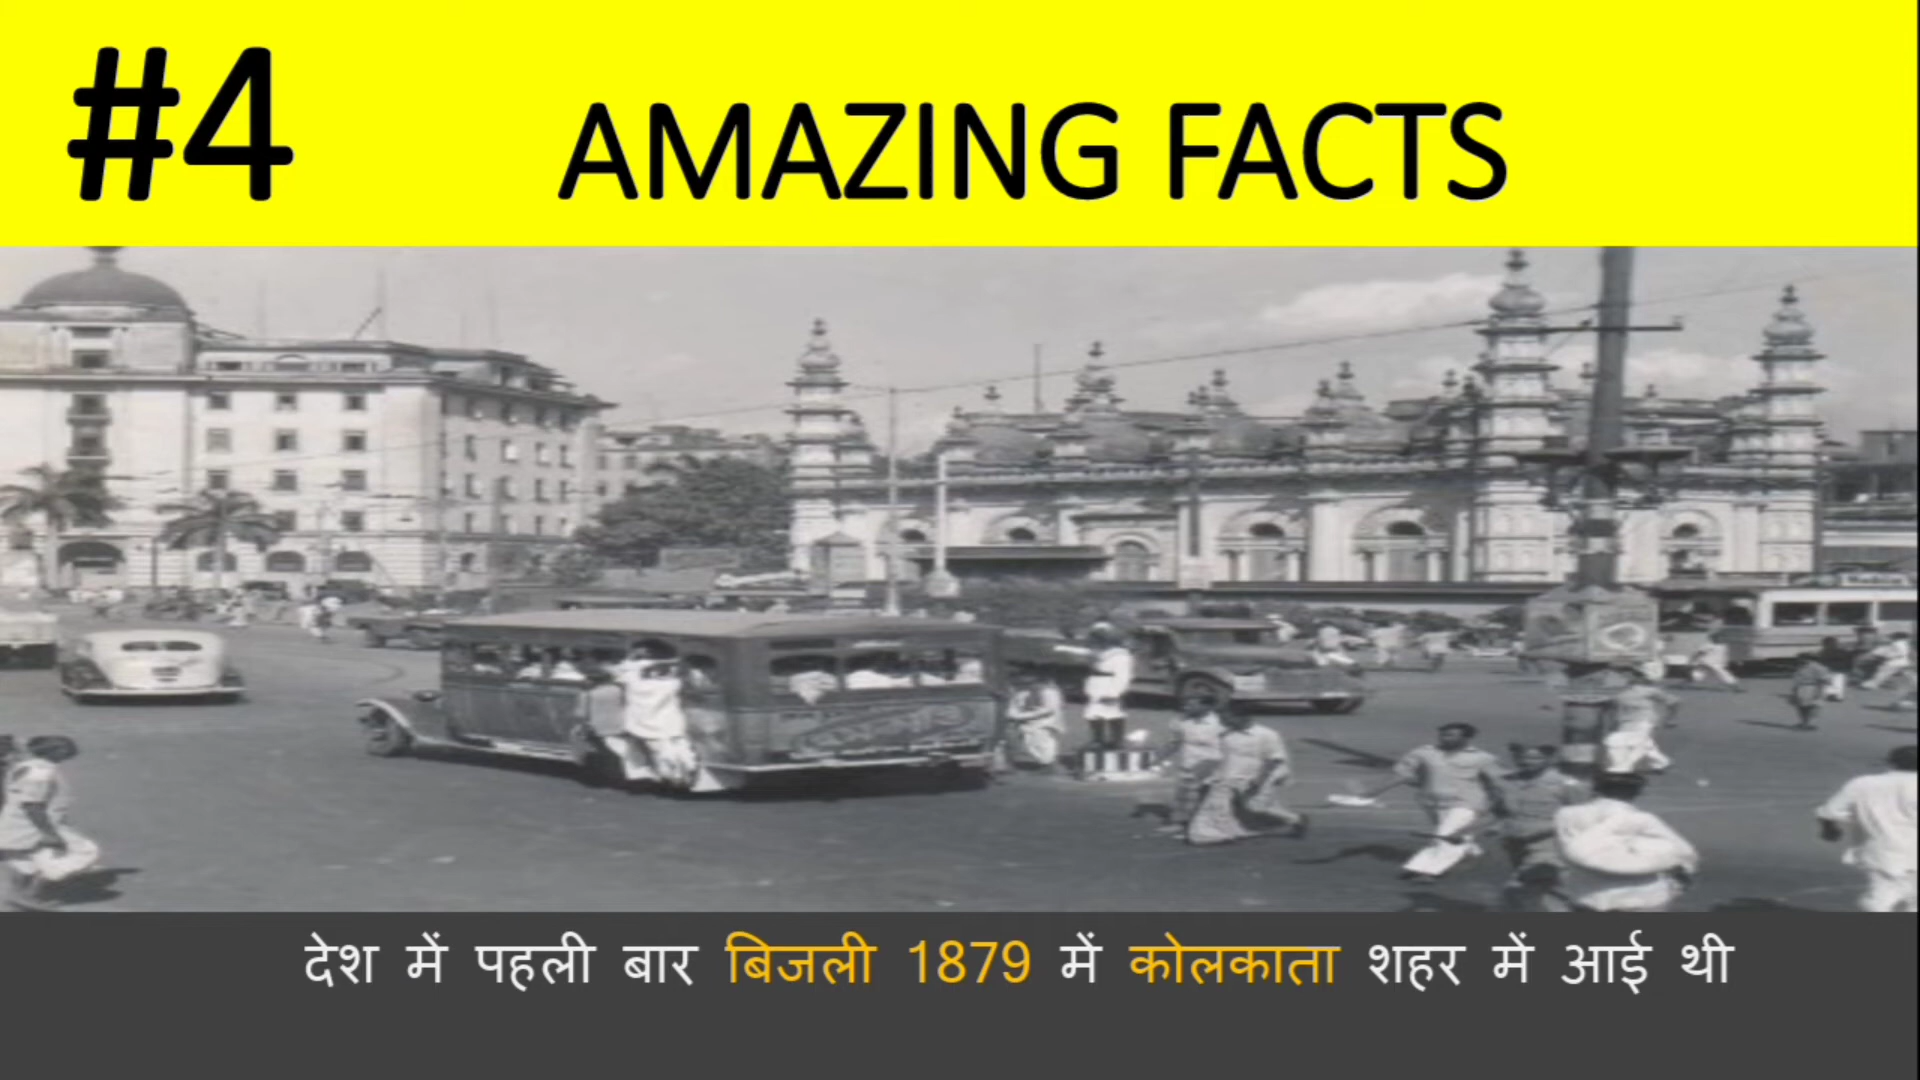 #4
AMAZING FACTS
देश में पहली बार बिजली 1879 में कोलकाता शहर में आई थी